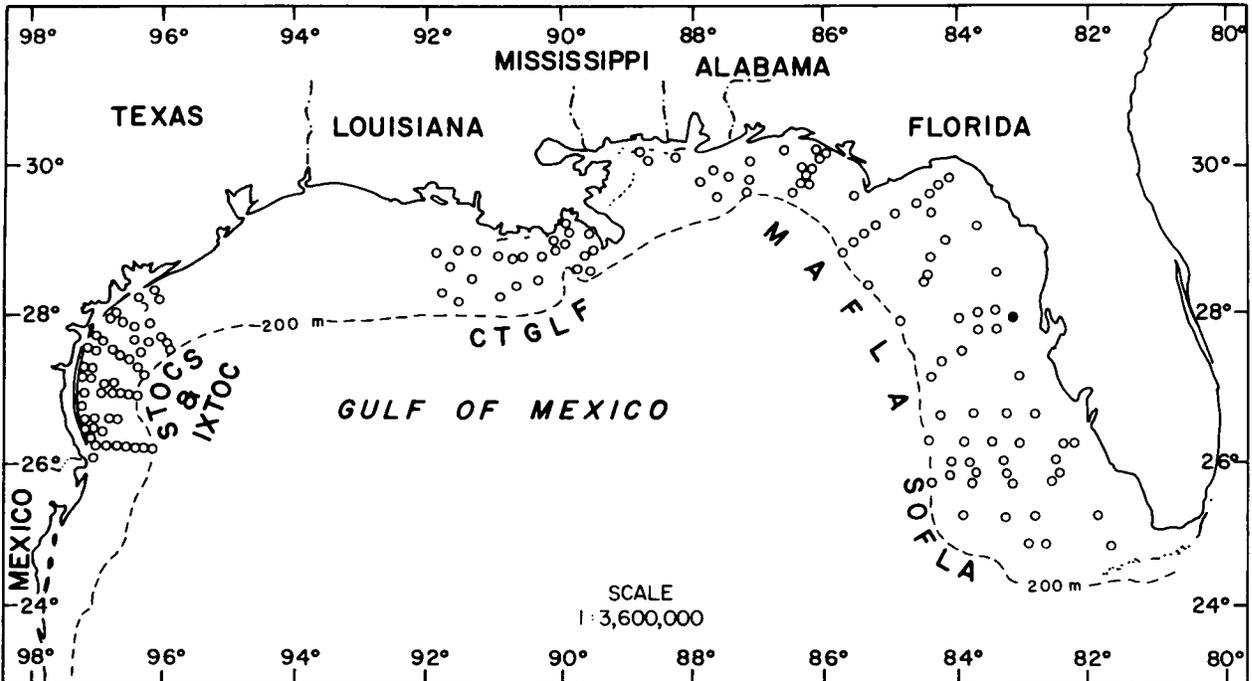 98° 96° 94° 92° 90° 88° 86° 84° 82° 80°
MISSISSIPPI ALABAMA
TEXAS LOUISIANA FLORIDA
30° 30°
28° 28°
200 m
CTGLF
MAFLA
STOCS
&
IXTOC
GULF OF MEXICO
26° 26°
SOFLA
MEXICO
200 m
SCALE
1:3,600,000
24° 24°
98° 96° 94° 92° 90° 88° 86° 84° 82° 80°